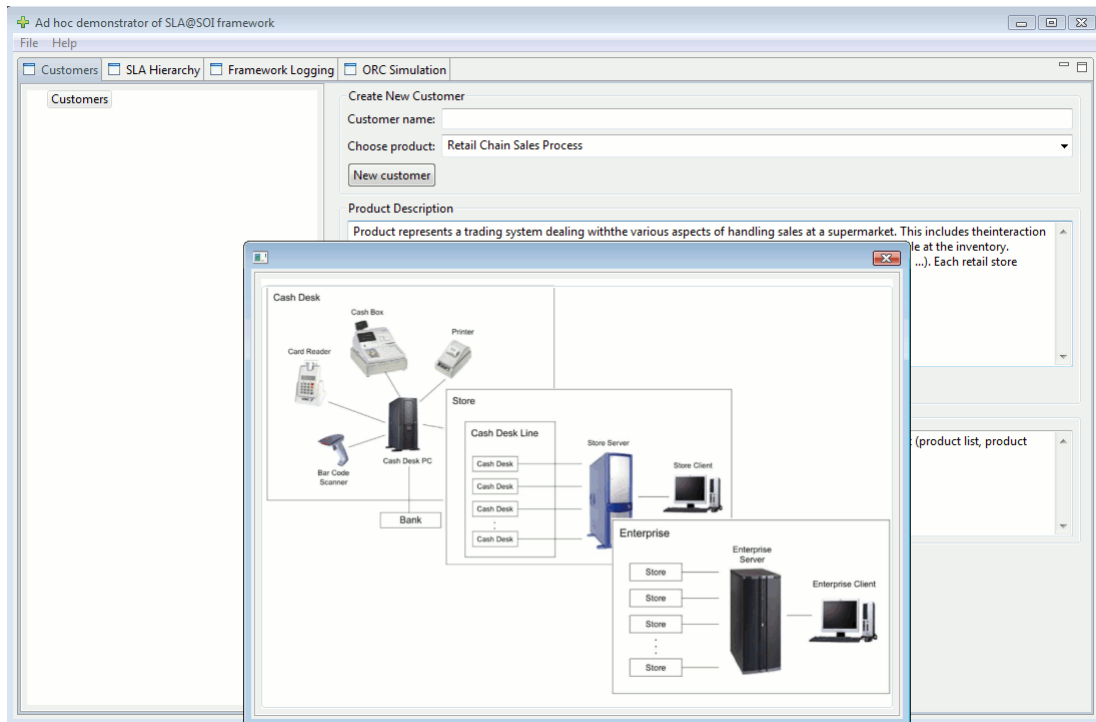 Ad hoc demonstrator of SLA@SOI framework
File Help
Customers SLA Hierarchy Framework Logging ORC Simulation
Customers
Create New Customer
Customer name:
Choose product: Retail Chain Sales Process
New customer
Product Description
Product represents a trading system dealing withthe various aspects of handling sales at a supermarket. This includes theinteraction
le at the inventory.
...). Each retail store
(product list, product
Cash Desk
Cash Box
Printer
Card Reader
Cash Desk PC
Bar Code
Scanner
Bank
Store
Cash Desk Line
Cash Desk
Cash Desk
Cash Desk
:
Cash Desk
Store Server
Store Client
Enterprise
Store
Store
Store
:
Store
Enterprise
Server
Enterprise Client